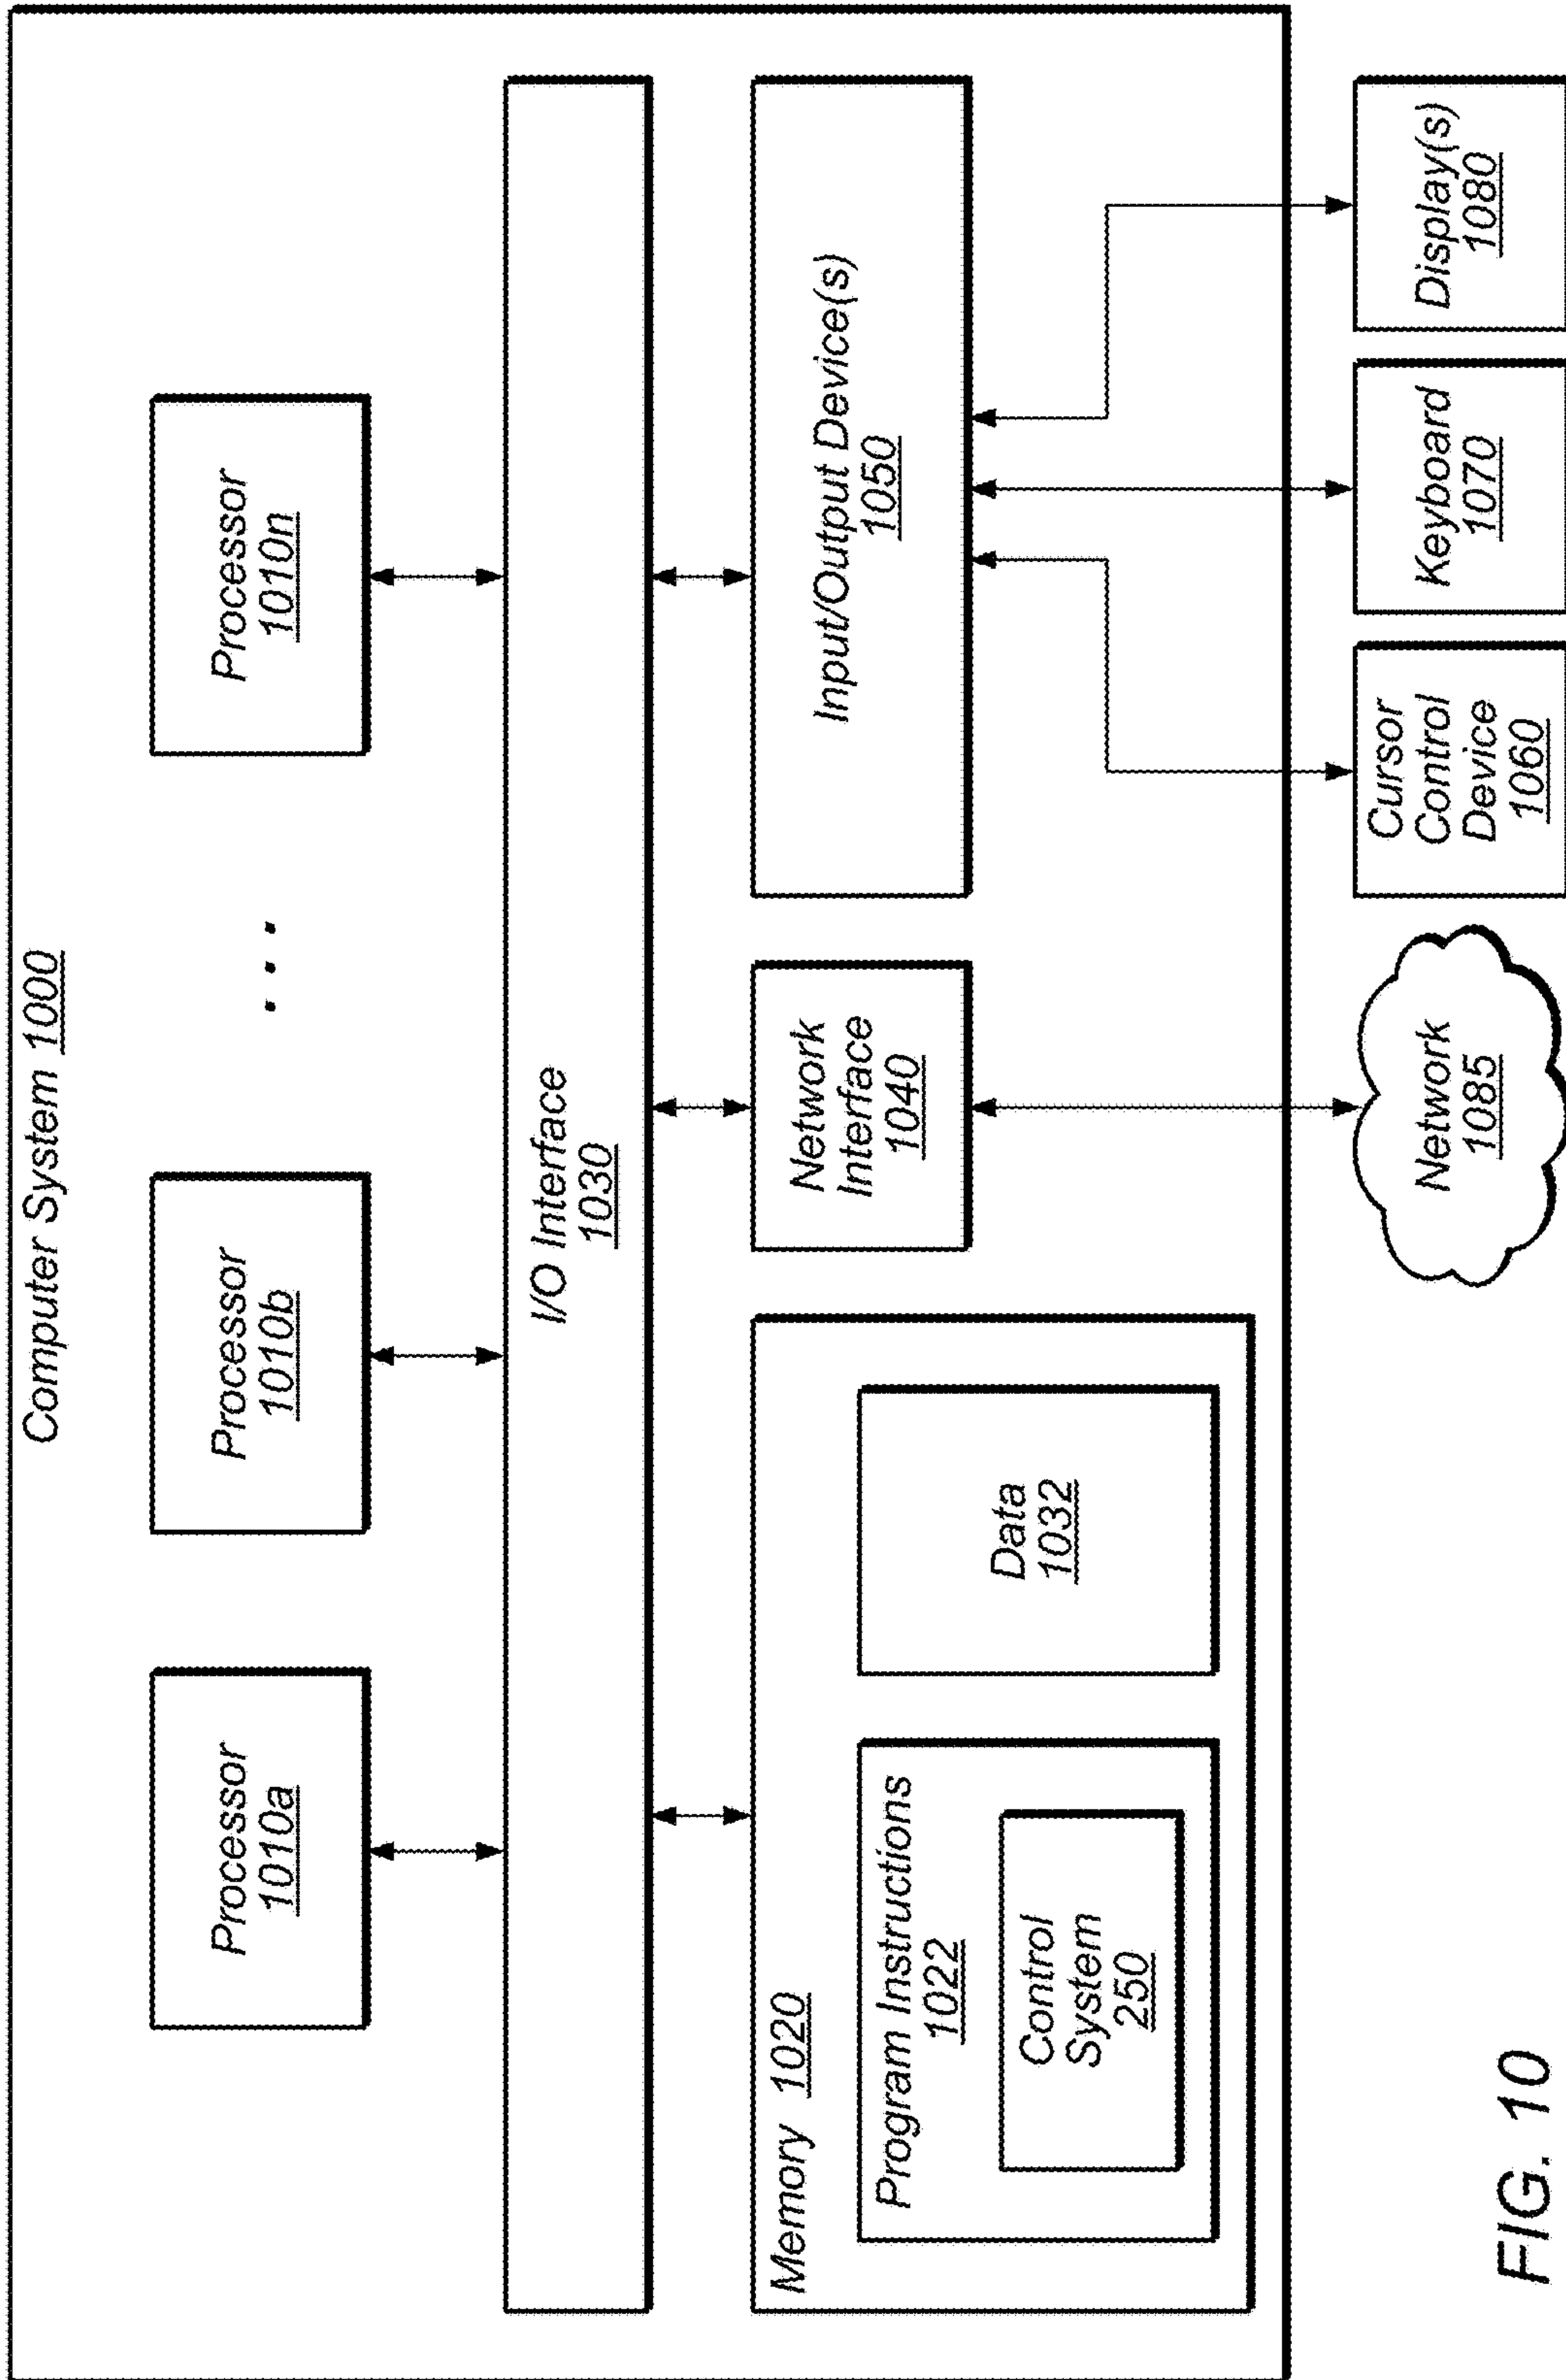 Computer System 1000
Processor
1010a
Processor
1010b
. . .
Processor
1010n
I/O Interface
1030
Memory 1020
Program Instructions
1022
Control
System
250
Data
1032
Network
Interface
1040
Input/Output Device(s)
1050
Network
1085
Cursor
Control
Device
1060
Keyboard
1070
Display(s)
1080
FIG. 10